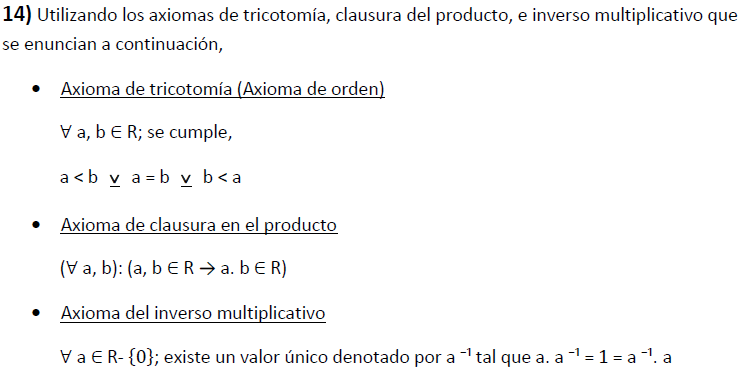 14) Utilizando los axiomas de tricotomía, clausura del producto, e inverso multiplicativo que
se enuncian a continuación,
• Axioma de tricotomía (Axioma de orden)
∀ a, b ∈ R; se cumple,
a < b v a = b v b < a
• Axioma de clausura en el producto
(∀ a, b): (a, b ∈ R → a. b ∈ R)
• Axioma del inverso multiplicativo
∀ a ∈ R- {0}; existe un valor único denotado por a ⁻¹ tal que a. a ⁻¹ = 1 = a ⁻¹. a